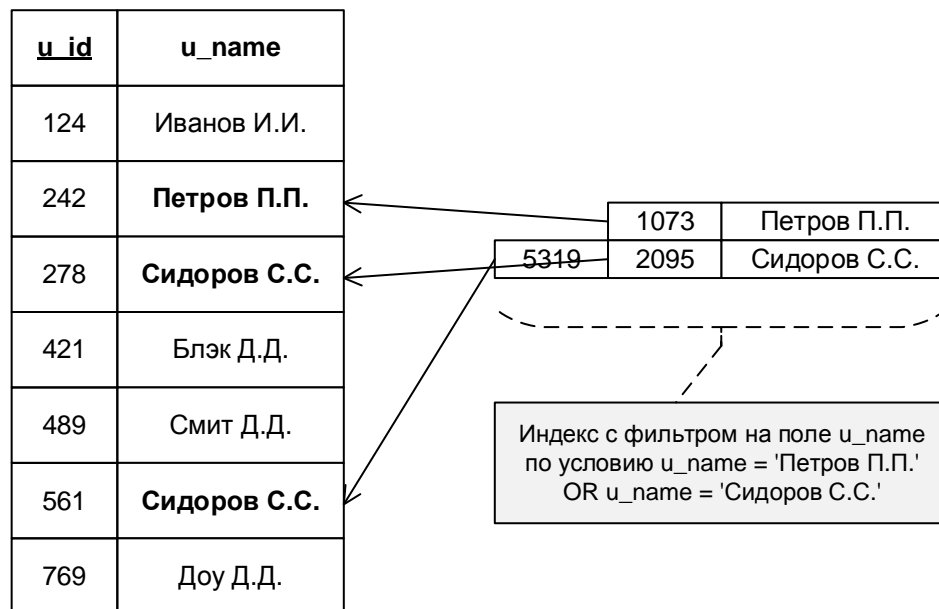 u_id u_name
124 Иванов И.И.
242 Петров П.П.
278 Сидоров С.С.
421 Блэк Д.Д.
489 Смит Д.Д.
561 Сидоров С.С.
769 Доу Д.Д.
1073 Петров П.П.
5319 2095 Сидоров С.С.
Индекс с фильтром на поле u_name
по условию u_name = 'Петров П.П.'
OR u_name = 'Сидоров С.С.'